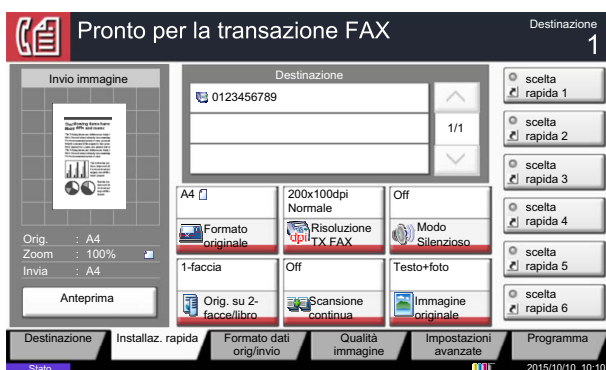 Pronto per la transazione FAX
Destinazione
1
Invio immagine
Orig. : A4
Zoom : 100%
Invia : A4
Anteprima
Destinazione
0123456789
1/1
A4
Formato
originale
200x100dpi
Normale
dpi
Risoluzione
TX FAX
Off
Modo
Silenzioso
1-faccia
Orig. su 2-
facce/libro
Off
Scansione
continua
Testo+foto
Immagine
originale
scelta
rapida 1
scelta
rapida 2
scelta
rapida 3
scelta
rapida 4
scelta
rapida 5
scelta
rapida 6
Destinazione
Installaz. rapida
Formato dati
orig/invio
Qualità
immagine
Impostazioni
avanzate
Programma
Stato
2015/10/10 10:10